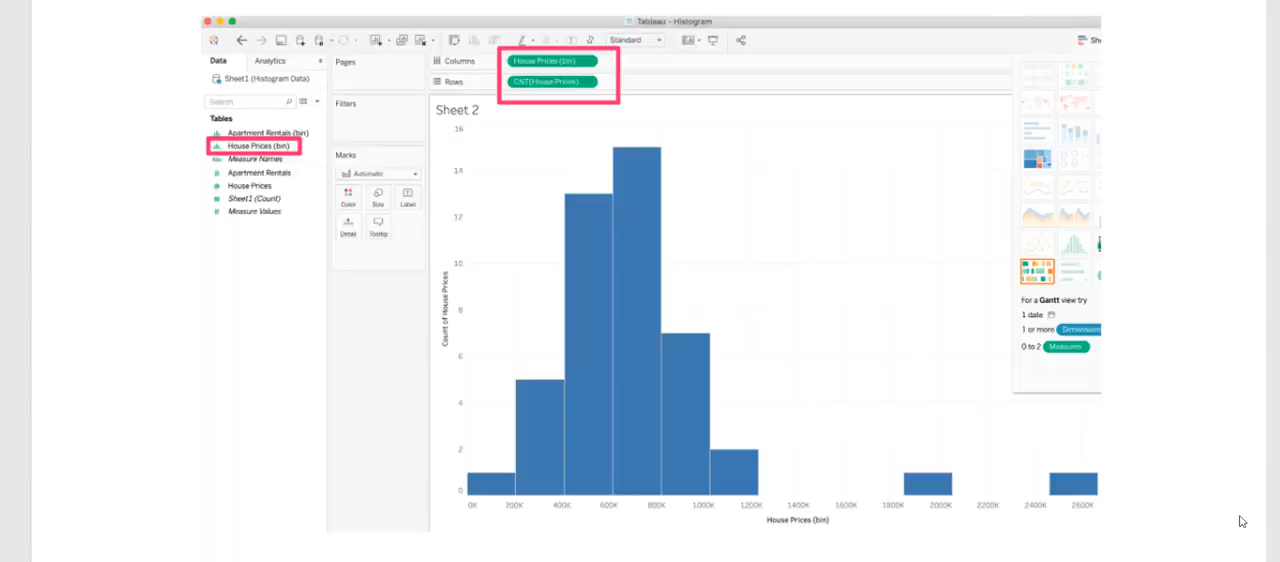 Tableau - Histogram
Standard
Data
Analytics
Pages
Columns
House Prices (bin)
Sheet1 (Histogram Data)
Rows
CNT(House Prices)
Search
Filters
Sheet 2
Tables
Apartment Rentals (bin)
House Prices (bin)
Measure Names
Apartment Rentals
House Prices
Sheet1 (Count)
Measure Values
Marks
Automatic
Color
Size
Label
Detail
Tooltip
16
14
12
10
8
6
4
2
0
Count of House Prices
0K
200K
400K
600K
800K
1000K
1200K
1400K
1600K
1800K
2000K
2200K
2400K
2600K
House Prices (bin)
For a Gantt view try
1 date
1 or more
0 to 2 Measures